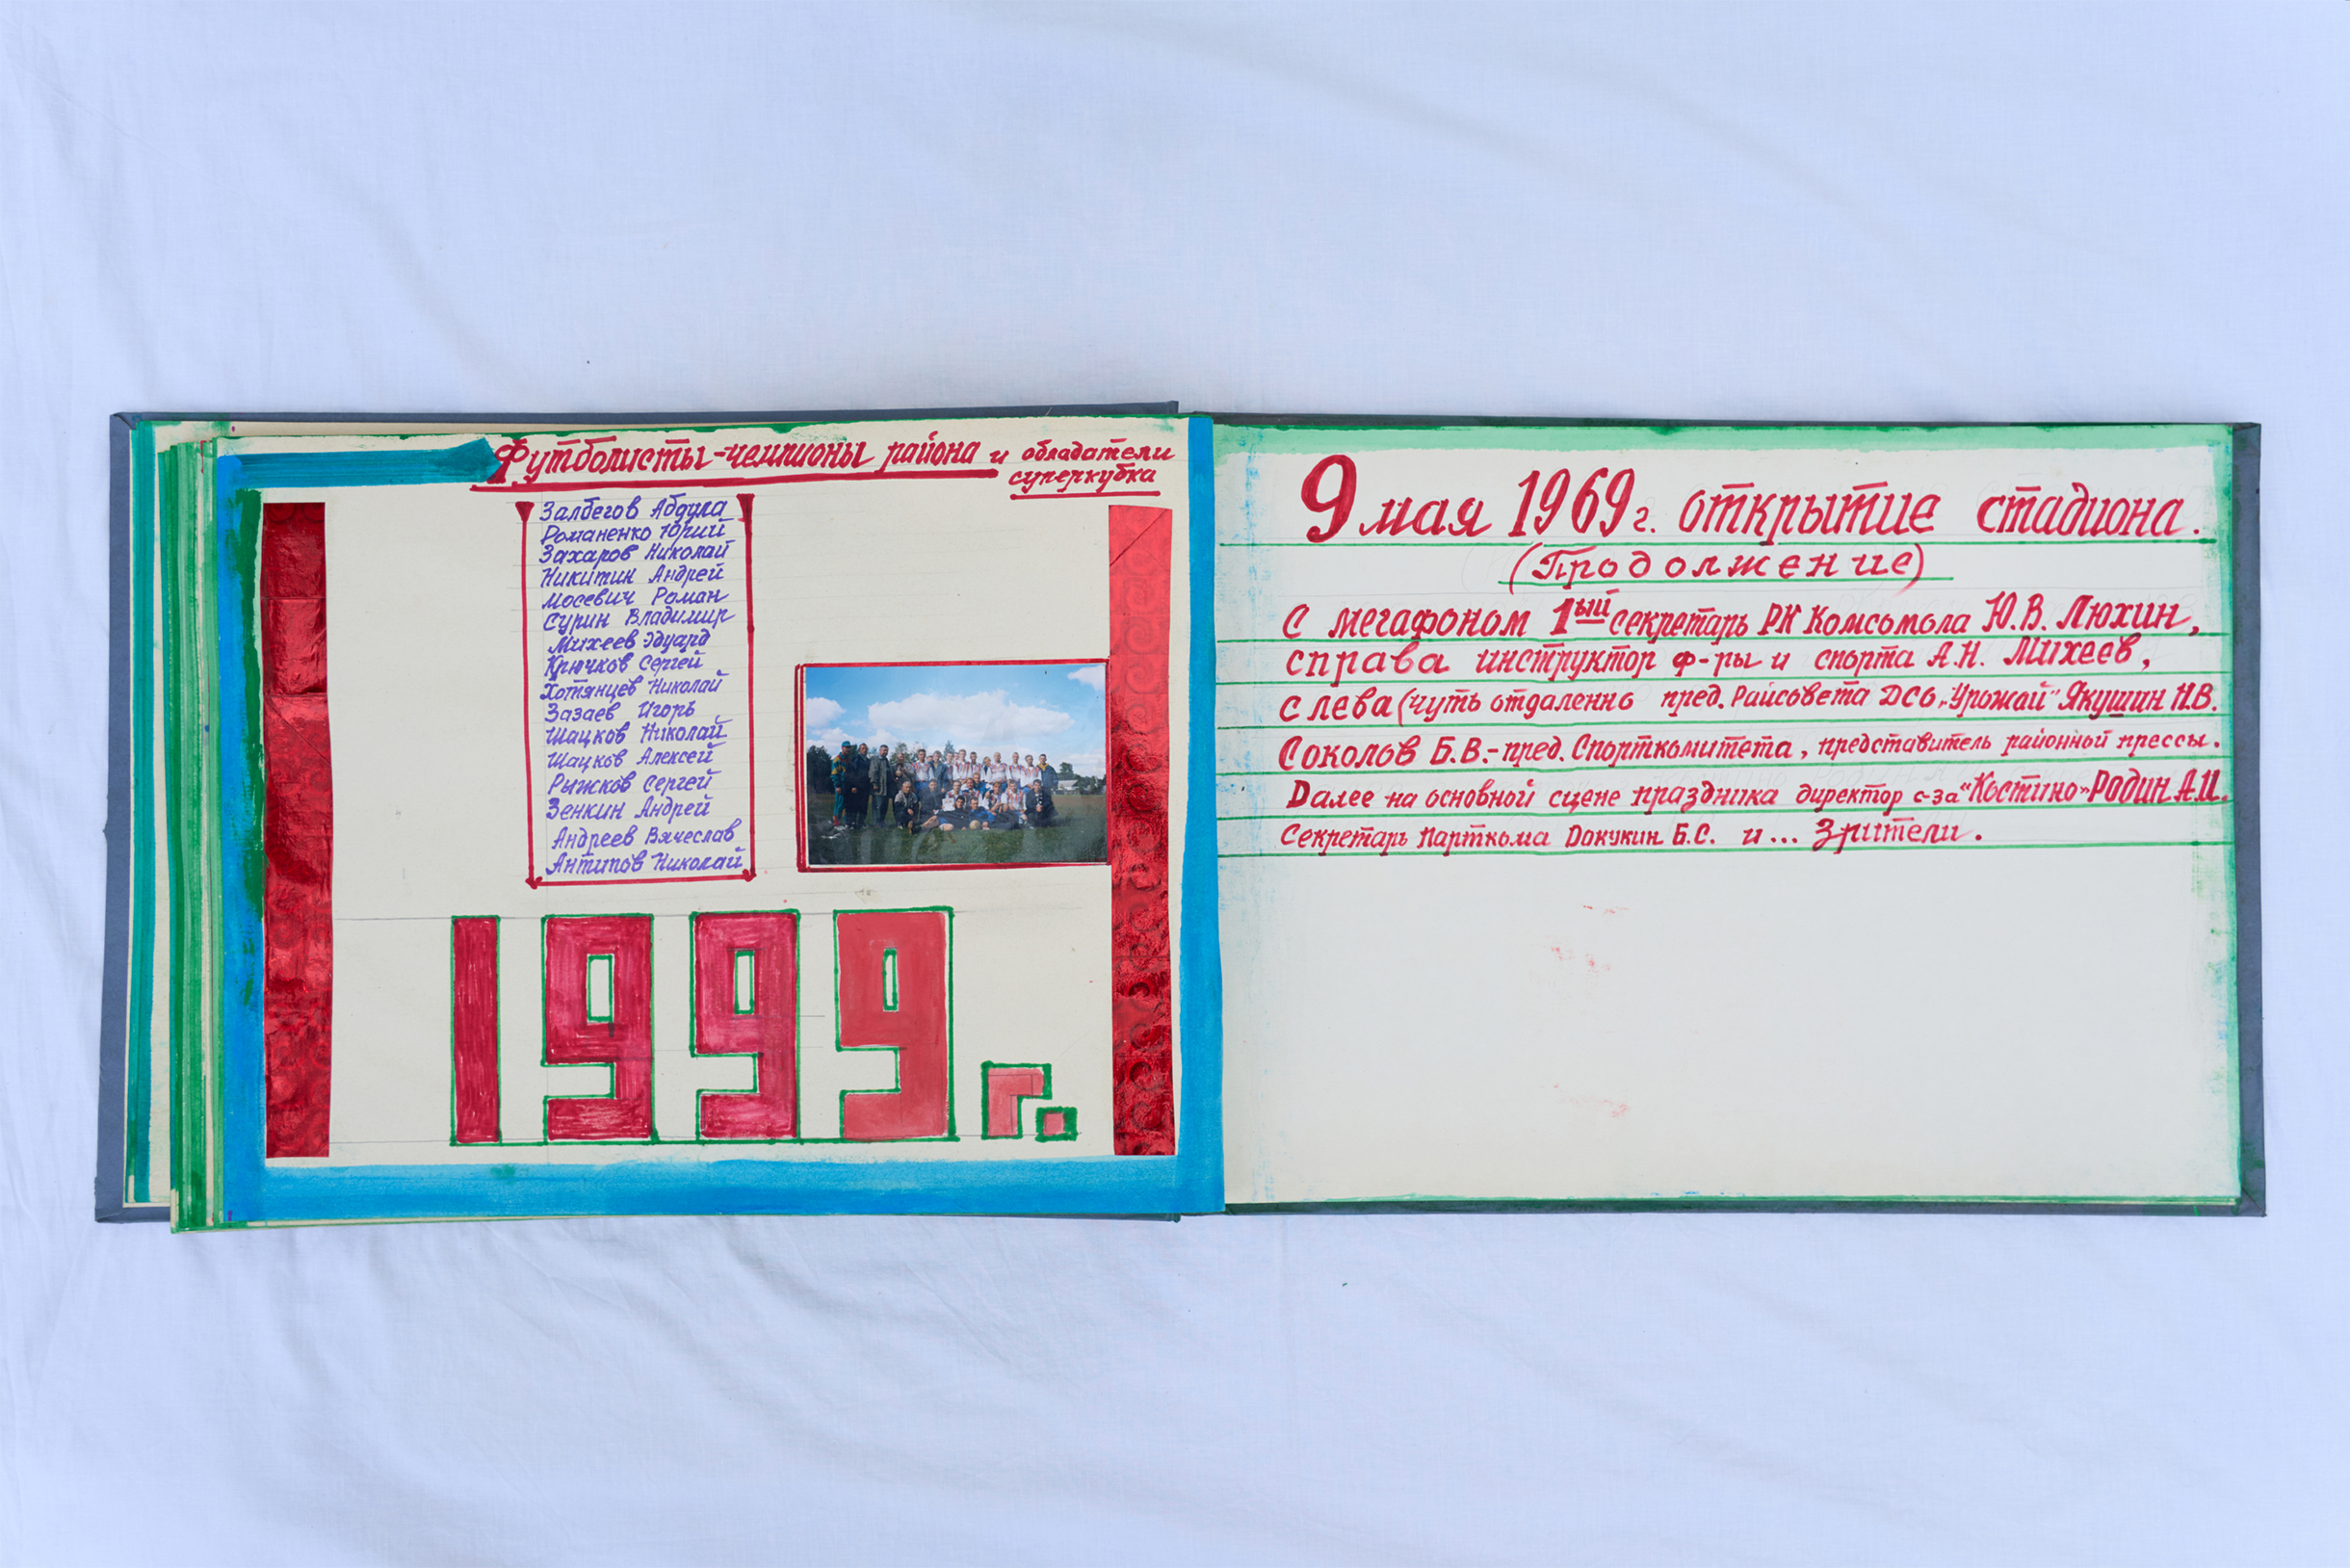 Футболисты-чемпионы района и обладатели
суперкубка
Залбегов Абдула
Романенко Юрий
Захаров Николай
Никитин Андрей
Мосевич Роман
Сурин Владимир
Михеев Эдуард
Крючков Сергей
Хотянцев Николай
Зазаев Игорь
Шацков Николай
Шацков Алексей
Рыжков Сергей
Зенкин Андрей
Андреев Вячеслав
Антипов Николай
1999 г.
9 мая 1969 г. открытие стадиона.
(Продолжение)
С мегафоном 1ый секретарь РК Комсомола Ю.В. Люхин,
справа инструктор ф-ры и спорта А.Н. Михеев,
слева (чуть отдаленно пред. Райсовета ДСО „Урожай" Якушин Н.В.
Соколов Б.В.- пред. Спорткомитета, представитель районной прессы.
Далее на основной сцене праздника директор с-за "Костино" Родин А.И.
Секретарь Парткома Докукин Б.С. и... Зрители.